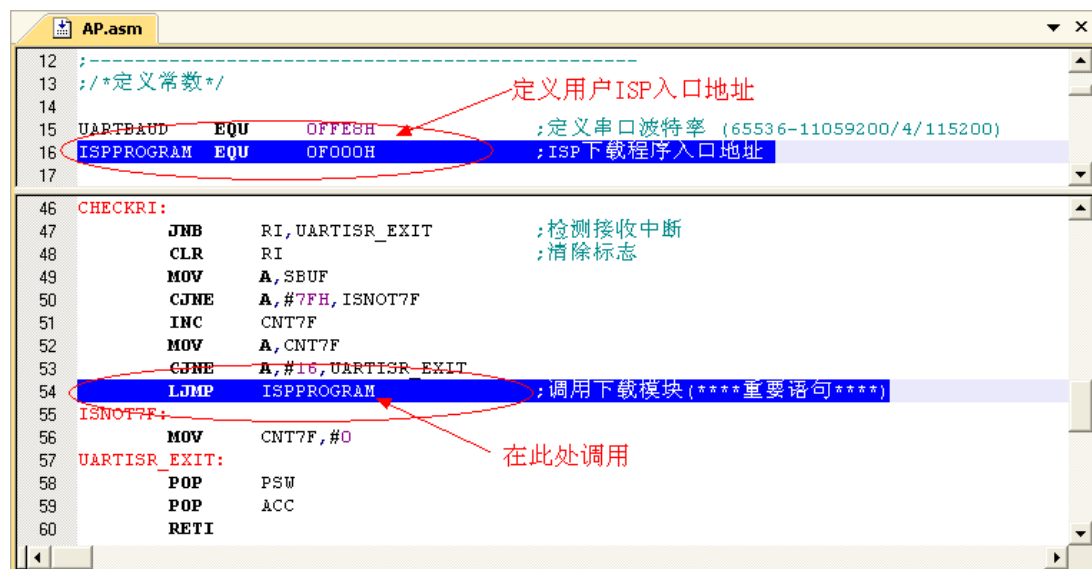 AP.asm
12 ;------------------------------------------------
13 ;/*定义常数*/
定义用户ISP入口地址
14
15 UARTBAUD EQU 0FFE8H ;定义串口波特率 (65536-11059200/4/115200)
16 ISPPROGRAM EQU 0F000H ;ISP下载程序入口地址
17
46 CHECKRI:
47 JNB RI,UARTISR_EXIT ;检测接收中断
48 CLR RI ;清除标志
49 MOV A,SBUF
50 CJNE A,#7FH,ISNOT7F
51 INC CNT7F
52 MOV A,CNT7F
53 CJNE A,#16,UARTISR_EXIT
54 LJMP ISPPROGRAM ;调用下载模块(****重要语句****)
55 ISNOT7F:
56 MOV CNT7F,#0
在此处调用
57 UARTISR_EXIT:
58 POP PSW
59 POP ACC
60 RETI